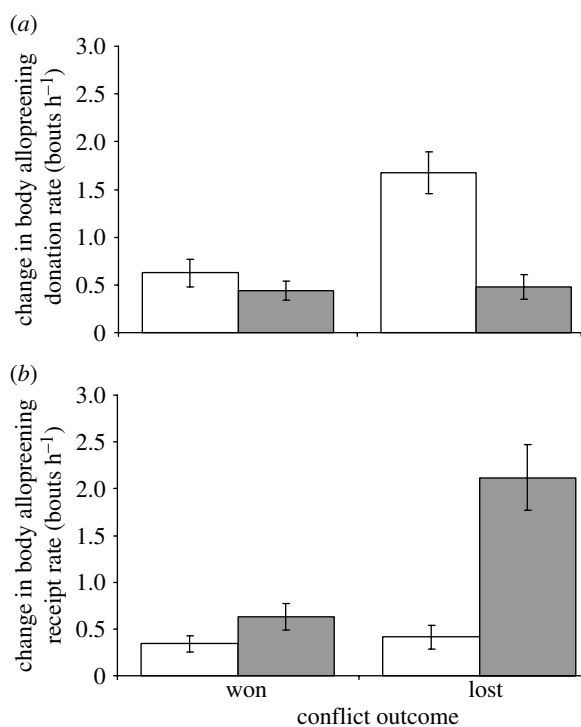 (a)
change in body allopreening
donation rate (bouts h⁻¹)
3.0
2.5
2.0
1.5
1.0
0.5
0
(b)
change in body allopreening
receipt rate (bouts h⁻¹)
3.0
2.5
2.0
1.5
1.0
0.5
0
won lost
conflict outcome